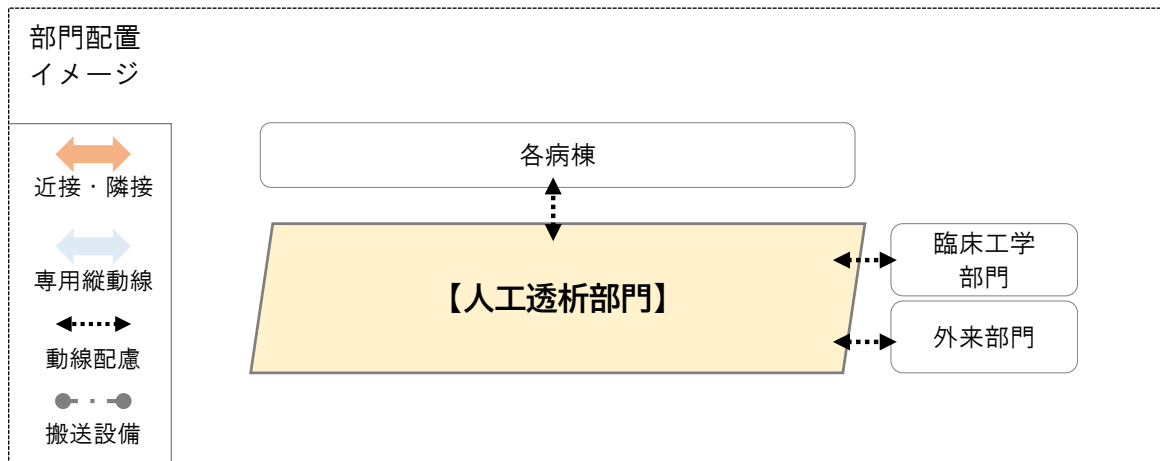 部門配置
イメージ
近接・隣接
専用縦動線
動線配慮
搬送設備
各病棟
【人工透析部門】
臨床工学
部門
外来部門